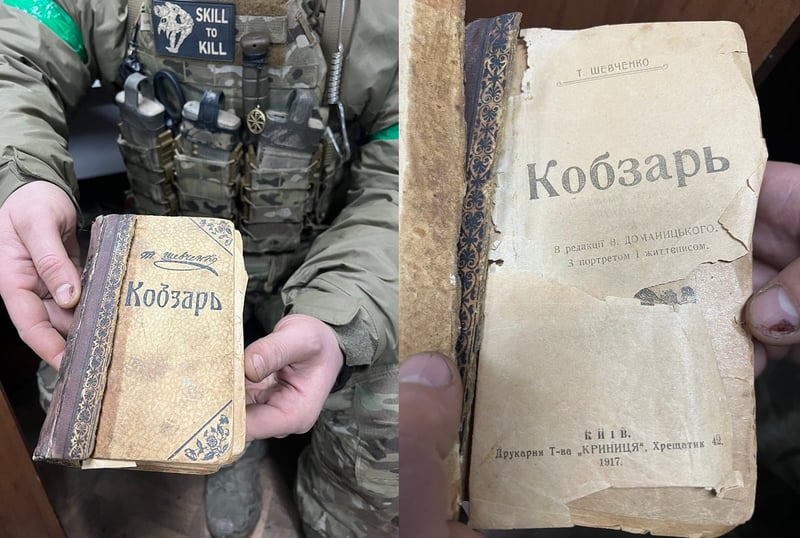 SKILL
TO
KILL
Т. Шевченко
Кобзарь
Т. ШЕВЧЕНКО
Кобзарь
В редакції В. ДОМАНИЦЬКОГО.
З портретом і життєписом.
КИЇВ.
Друкарня Т-ва „КРИНИЦЯ“, Хрещатик 42.
1917.